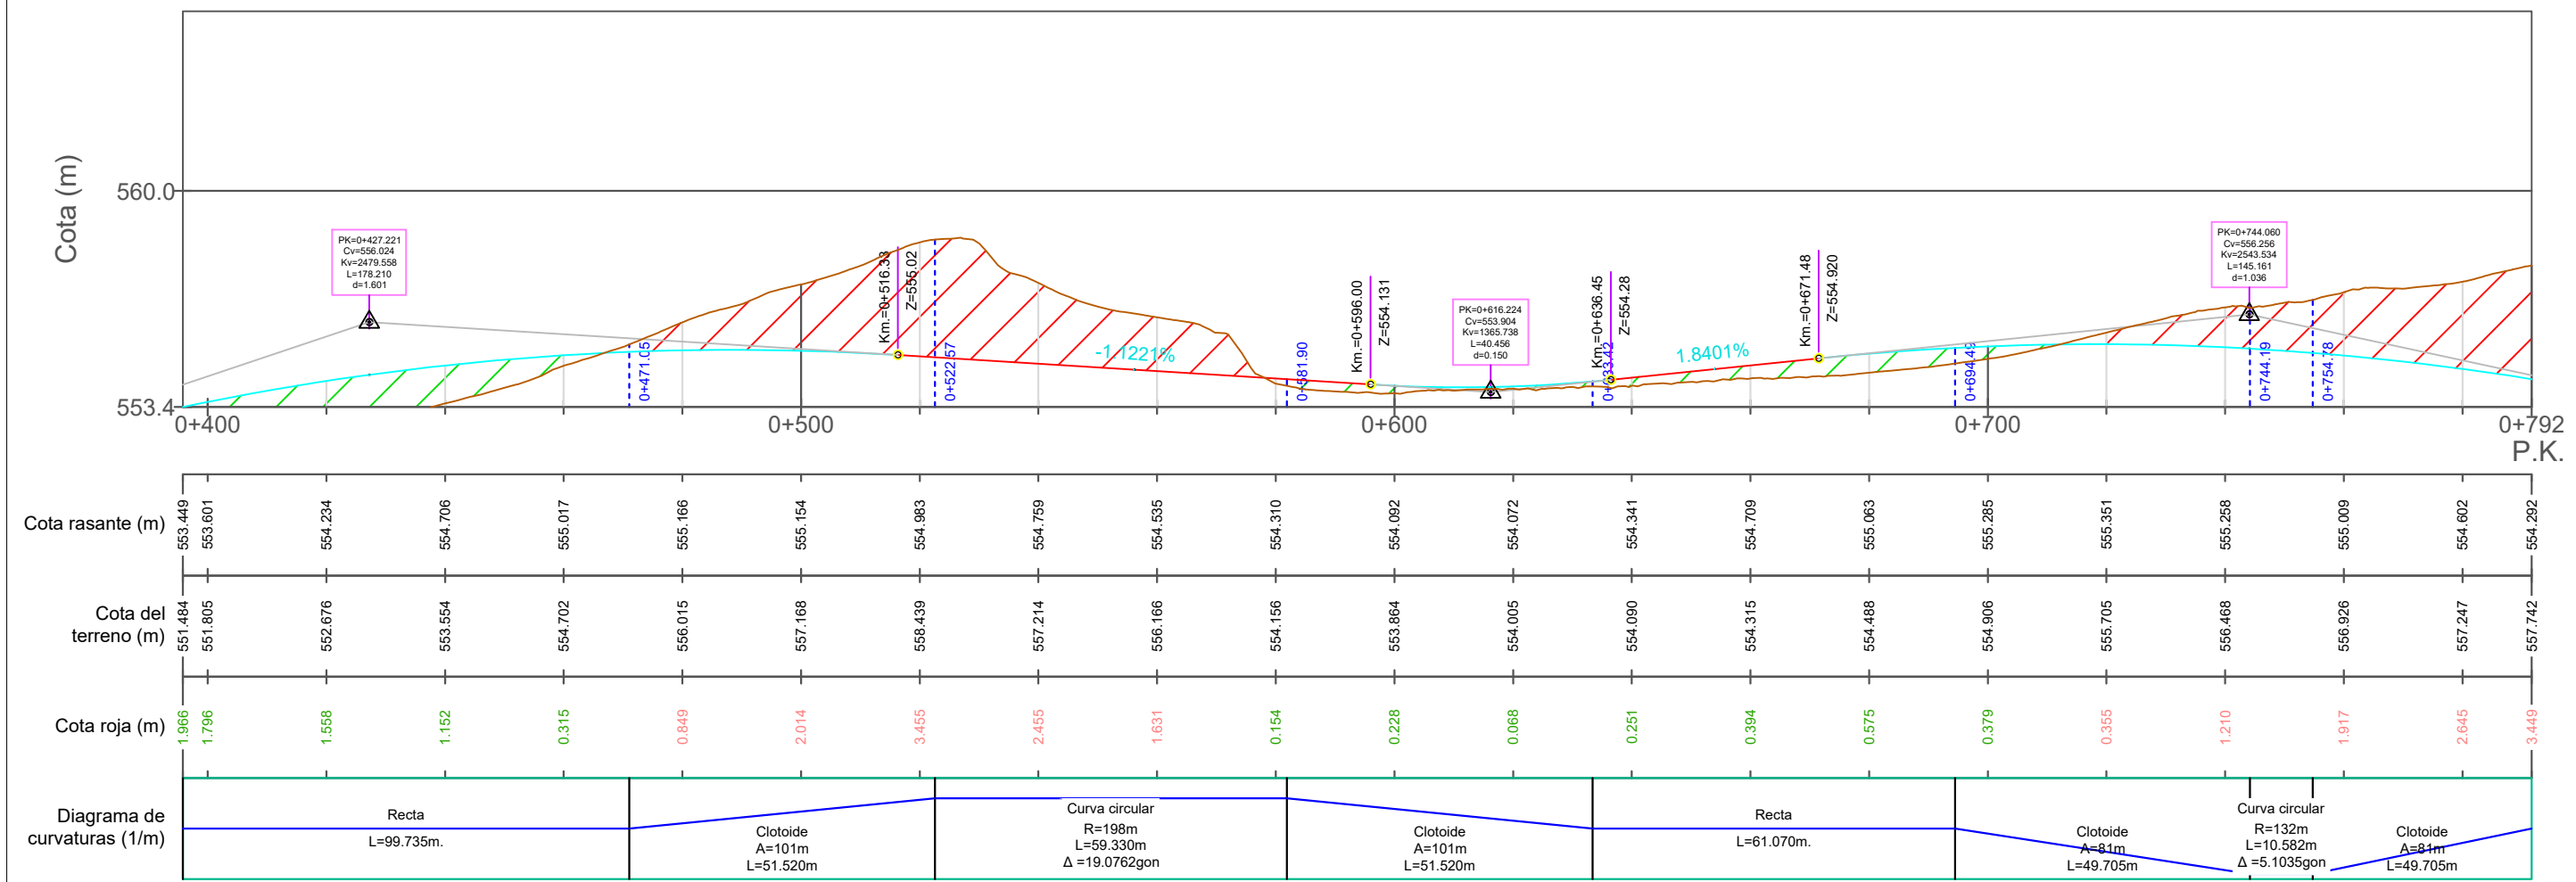 Cota (m)
560.0
553.4
PK=0+427.221
Cv=556.024
Kv=2479.558
L=178.210
d=1.601
0+471.05
Km.=0+516.33
Z=555.02
0+522.57
-1.1221%
0+581.90
Km.=0+596.00
Z=554.131
PK=0+616.224
Cv=553.904
Kv=1365.738
L=40.456
d=0.150
0+633.42
Km.=0+636.45
Z=554.28
1.8401%
Km.=0+671.48
Z=554.920
0+694.49
PK=0+744.060
Cv=556.256
Kv=2543.534
L=145.161
d=1.036
0+744.19
0+754.78
0+400 0+500 0+600 0+700 0+792
P.K.
Cota rasante (m)
553.449 553.601 554.234 554.706 555.017 555.166 555.154 554.983 554.759 554.535 554.310 554.092 554.072 554.341 554.709 555.063 555.285 555.351 555.258 555.009 554.602 554.292
Cota del
terreno (m)
551.484 551.805 552.676 553.554 554.702 556.015 557.168 558.439 557.214 556.166 554.156 553.864 554.005 554.090 554.315 554.488 554.906 555.705 556.468 556.926 557.247 557.742
Cota roja (m)
1.966 1.796 1.558 1.152 0.315 0.849 2.014 3.455 2.455 1.631 0.154 0.228 0.068 0.251 0.394 0.575 0.379 0.355 1.210 1.917 2.645 3.449
Diagrama de
curvaturas (1/m)
Recta
L=99.735m.
Clotoide
A=101m
L=51.520m
Curva circular
R=198m
L=59.330m
Δ =19.0762gon
Clotoide
A=101m
L=51.520m
Recta
L=61.070m.
Clotoide
A=81m
L=49.705m
Curva circular
R=132m
L=10.582m
Δ =5.1035gon
Clotoide
A=81m
L=49.705m